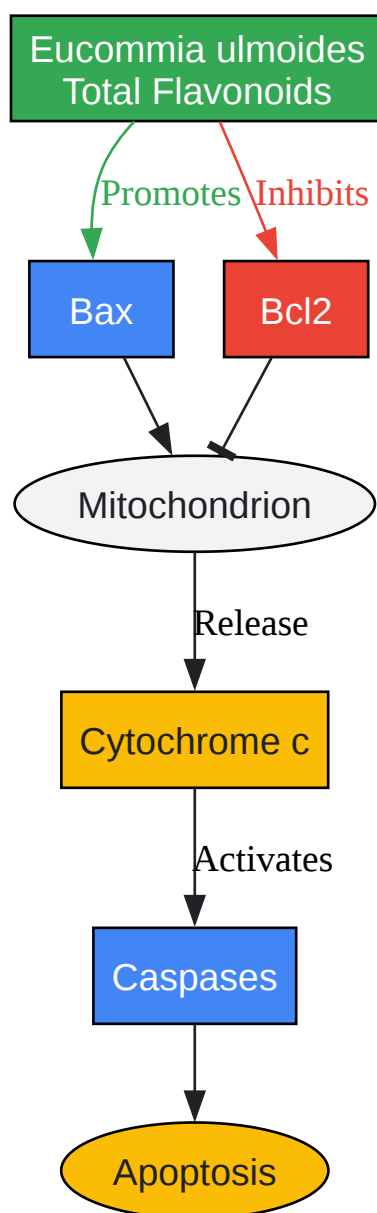 Eucommia ulmoides
Total Flavonoids
Promotes
Inhibits
Bax
Bcl2
Mitochondrion
Release
Cytochrome c
Activates
Caspases
Apoptosis